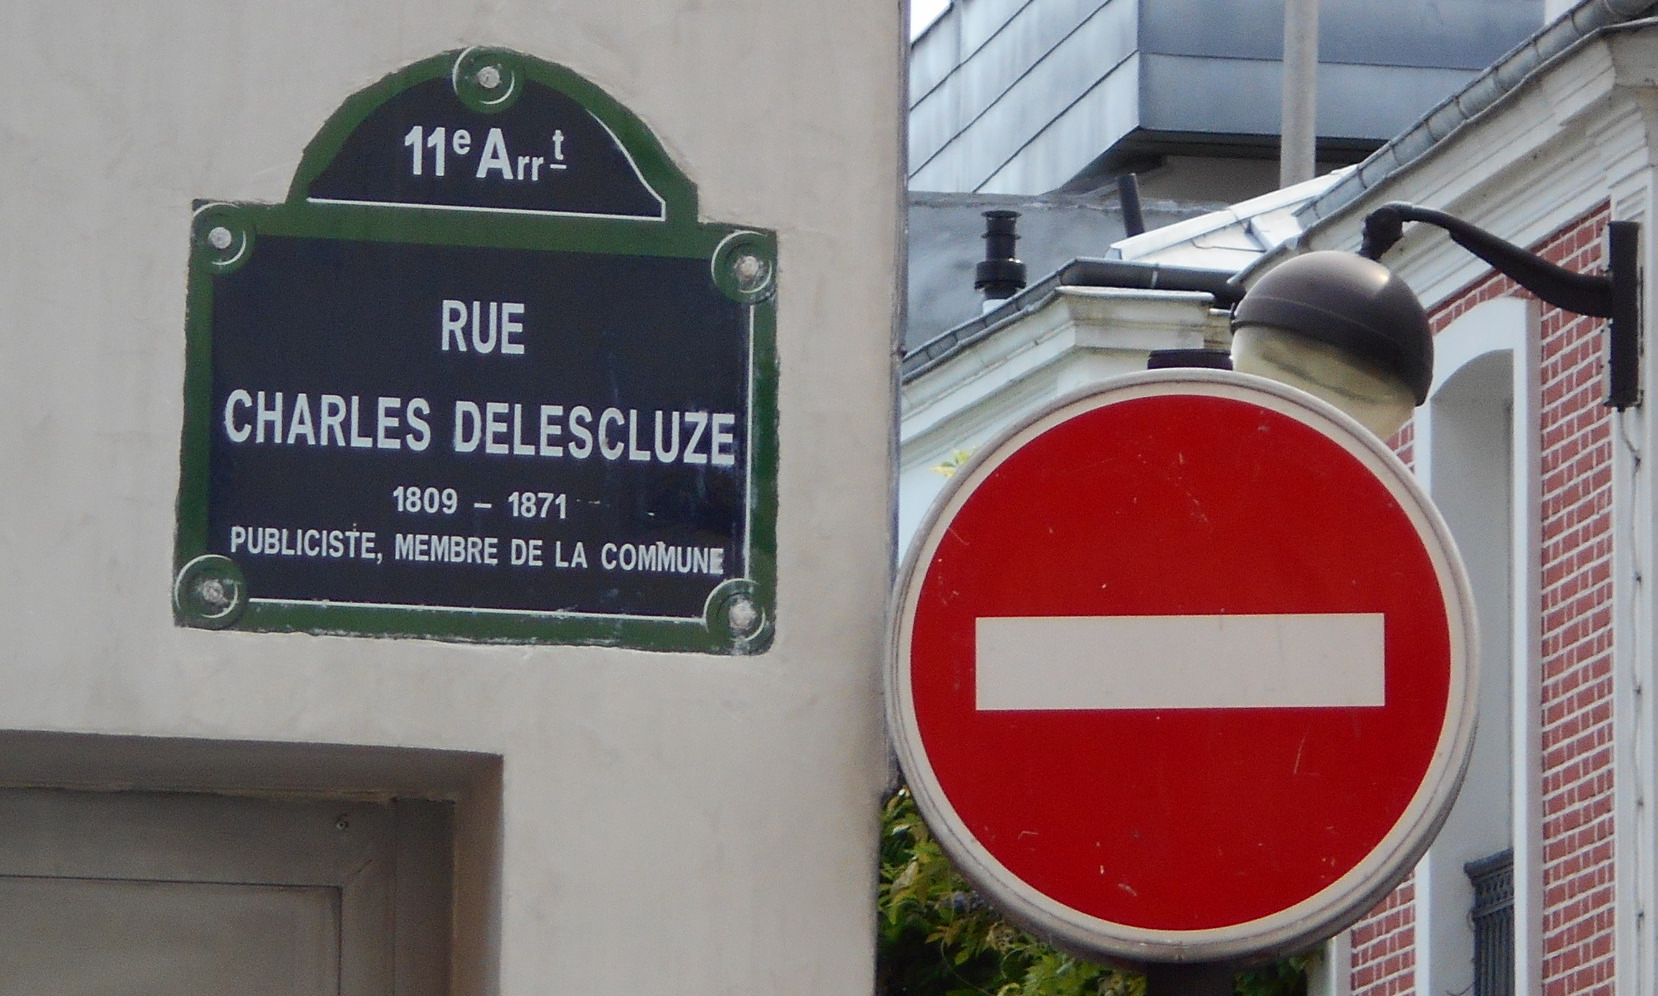 11e Arrt
RUE
CHARLES DELESCLUZE
1809 – 1871
PUBLICISTE, MEMBRE DE LA COMMUNE